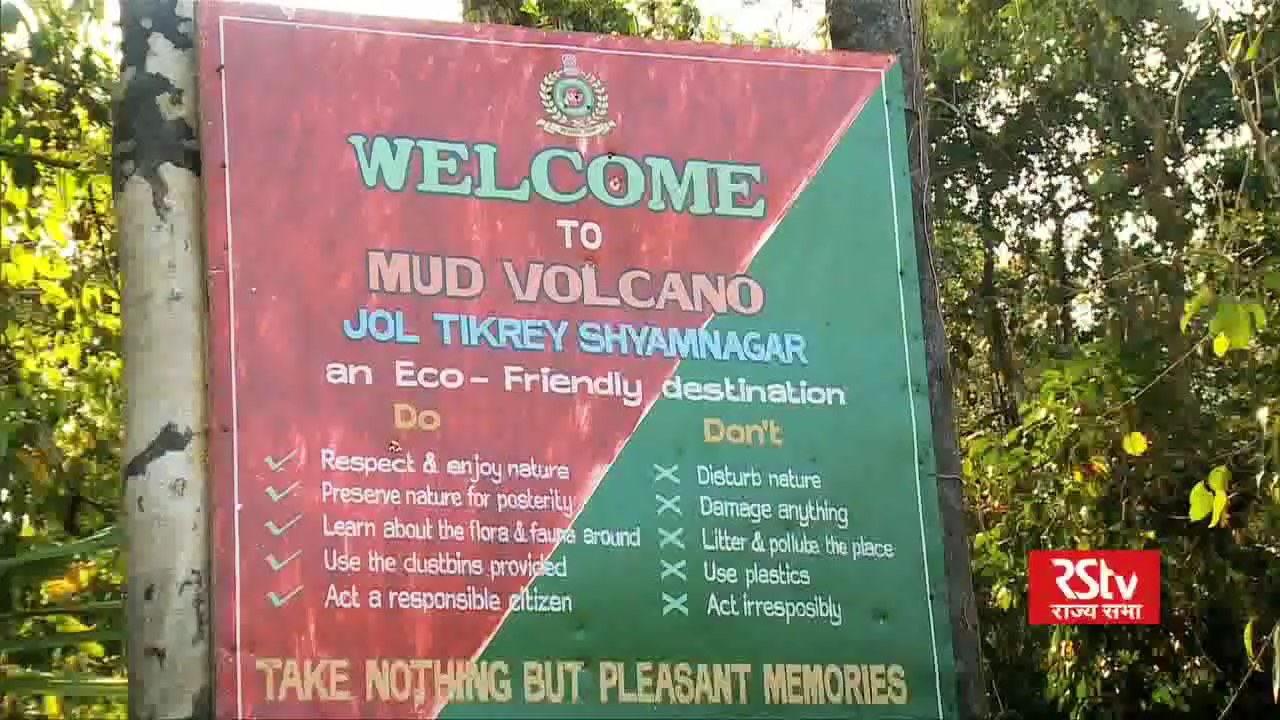 WELCOME
TO
MUD VOLCANO
JOL TIKREY SHYAMNAGAR
an Eco - Friendly destination
Do
Respect & enjoy nature
Preserve nature for posterity
Learn about the flora & fauna around
Use the dustbins provided
Act a responsible citizen
Don't
Disturb nature
Damage anything
Litter & pollute the place
Use plastics
Act irresposibly
TAKE NOTHING BUT PLEASANT MEMORIES
RStv
राज्य सभा